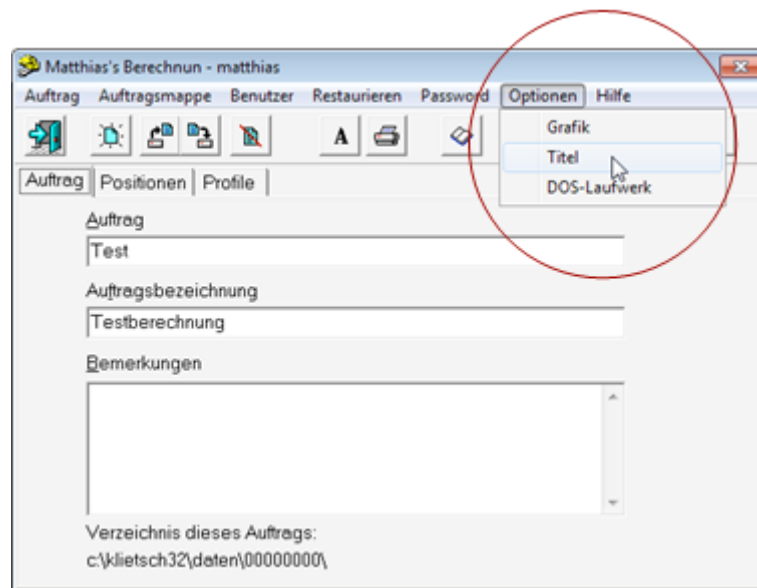 Matthias's Berechnun - matthias
Auftrag Auftragsmappe Benutzer Restaurieren Password Optionen Hilfe
A
Grafik
Titel
DOS-Laufwerk
Auftrag Positionen Profile
Auftrag
Test
Auftragsbezeichnung
Testberechnung
Bemerkungen
Verzeichnis dieses Auftrags:
c:\klietsch32\daten\00000000\